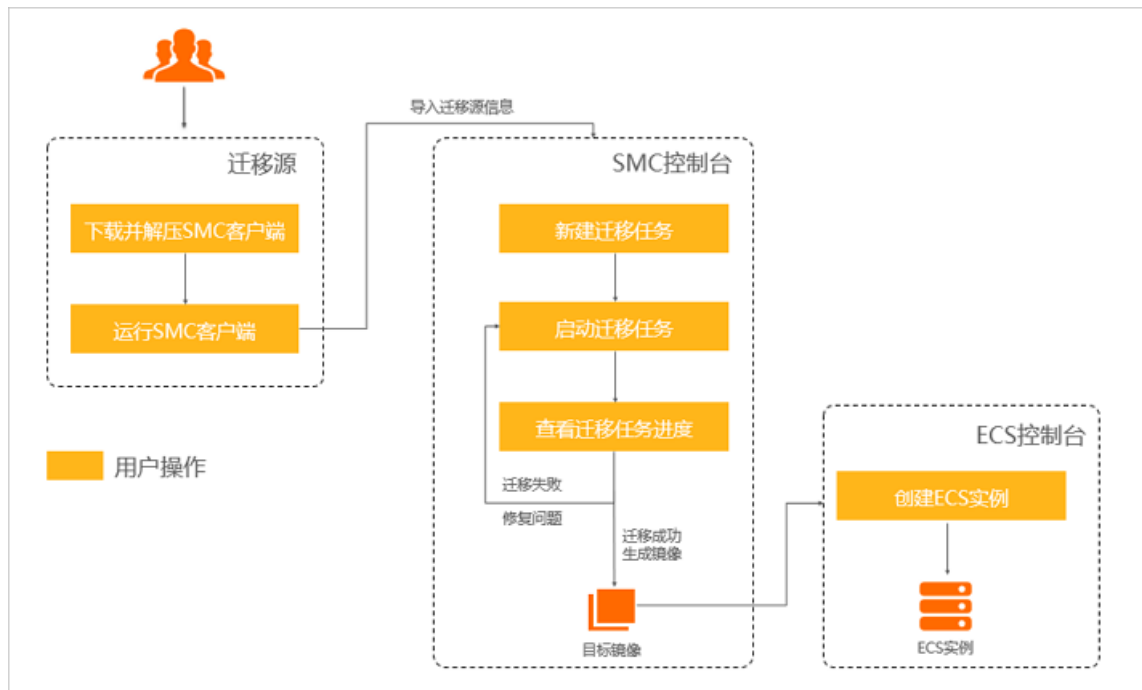 导入迁移源信息
迁移源
下载并解压SMC客户端
运行SMC客户端
用户操作
SMC控制台
新建迁移任务
启动迁移任务
查看迁移任务进度
迁移失败
修复问题
迁移成功
生成镜像
目标镜像
ECS控制台
创建ECS实例
ECS实例